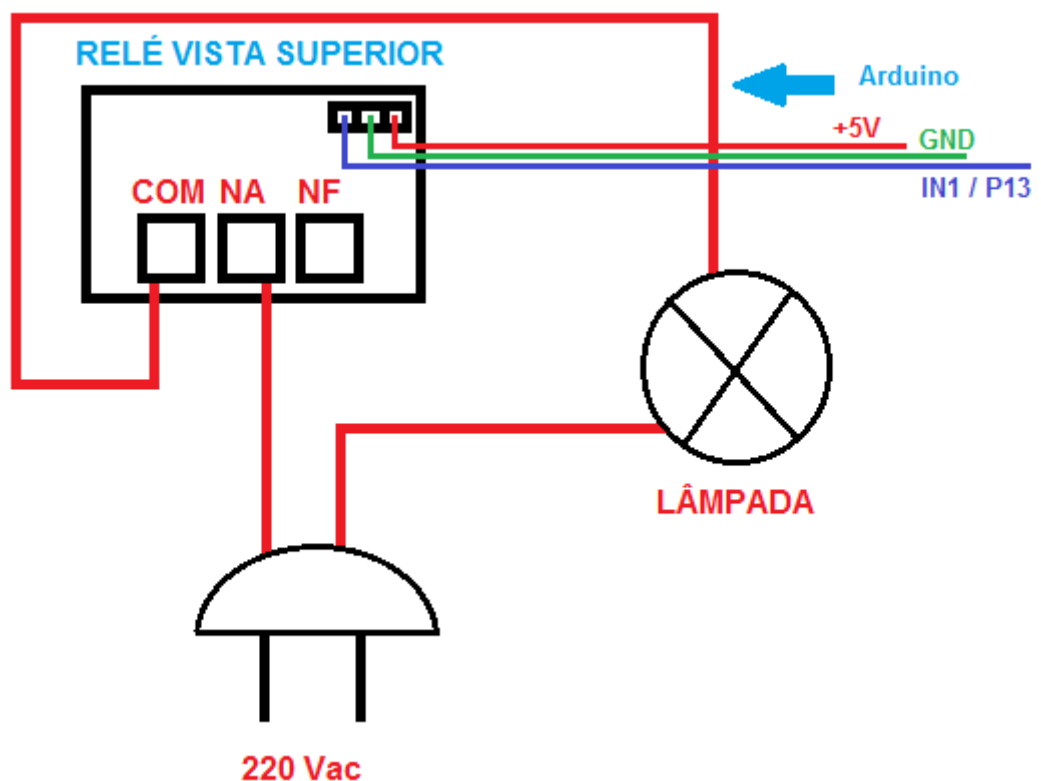 RELÉ VISTA SUPERIOR
Arduino
+5V
GND
IN1 / P13
COM NA NF
LÂMPADA
220 Vac